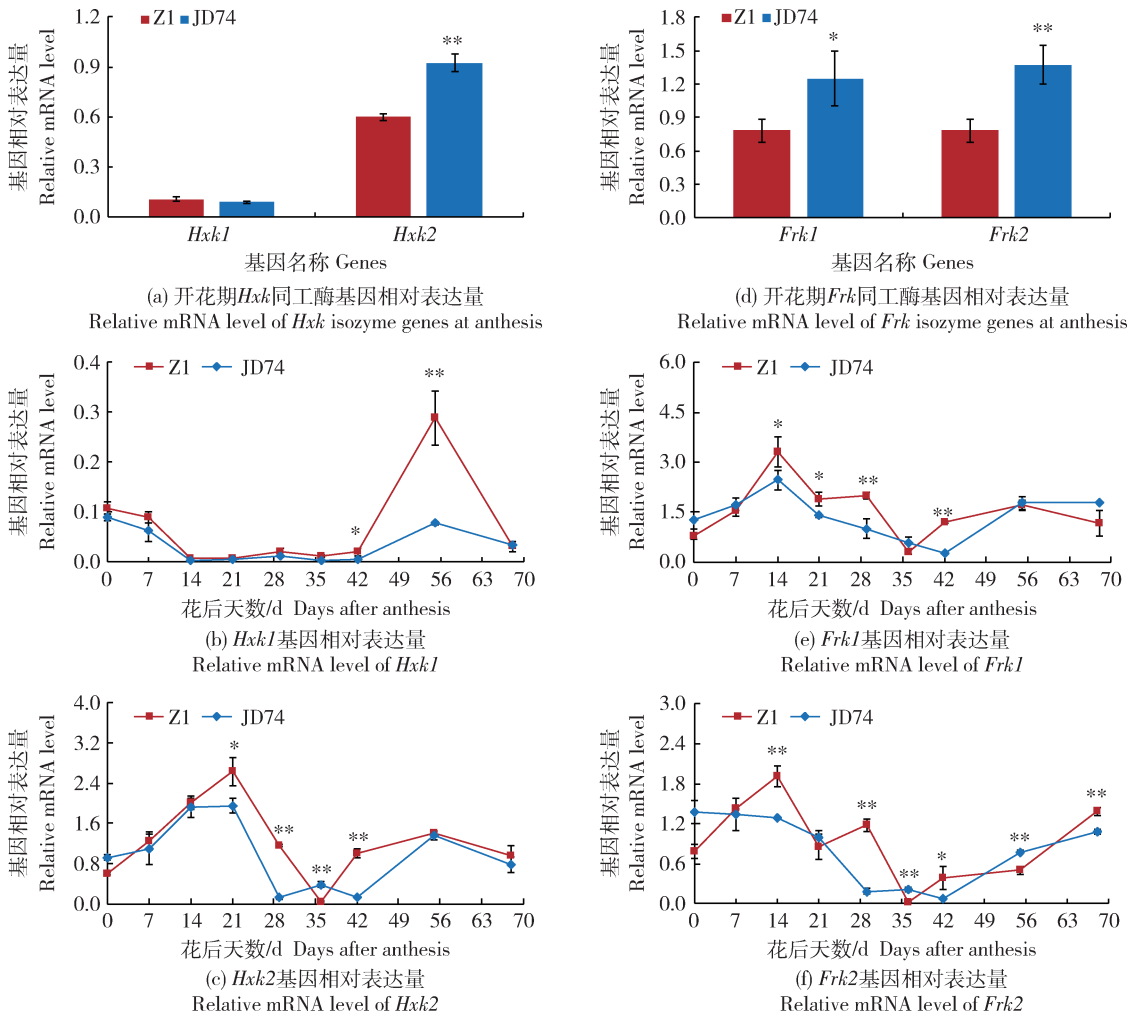 Z1 JD74
基因相对表达量
Relative mRNA level
1.2
0.9
0.6
0.3
0.0
**
Hxk1 Hxk2
基因名称 Genes
(a) 开花期Hxk同工酶基因相对表达量
Relative mRNA level of Hxk isozyme genes at anthesis
Z1 JD74
基因相对表达量
Relative mRNA level
1.8
1.5
1.2
0.9
0.6
0.3
0.0
* **
Frk1 Frk2
基因名称 Genes
(d) 开花期Frk同工酶基因相对表达量
Relative mRNA level of Frk isozyme genes at anthesis
Z1 JD74
基因相对表达量
Relative mRNA level
0.4
0.3
0.2
0.1
0.0
* **
0 7 14 21 28 35 42 49 56 63 70
花后天数/d Days after anthesis
(b) Hxk1基因相对表达量
Relative mRNA level of Hxk1
Z1 JD74
基因相对表达量
Relative mRNA level
6.0
4.5
3.0
1.5
0.0
* * ** **
0 7 14 21 28 35 42 49 56 63 70
花后天数/d Days after anthesis
(e) Frk1基因相对表达量
Relative mRNA level of Frk1
Z1 JD74
基因相对表达量
Relative mRNA level
4.0
3.2
2.4
1.6
0.8
0.0
* ** ** **
0 7 14 21 28 35 42 49 56 63 70
花后天数/d Days after anthesis
(c) Hxk2基因相对表达量
Relative mRNA level of Hxk2
Z1 JD74
基因相对表达量
Relative mRNA level
3.0
2.4
1.8
1.2
0.6
0.0
** ** ** * ** **
0 7 14 21 28 35 42 49 56 63 70
花后天数/d Days after anthesis
(f) Frk2基因相对表达量
Relative mRNA level of Frk2